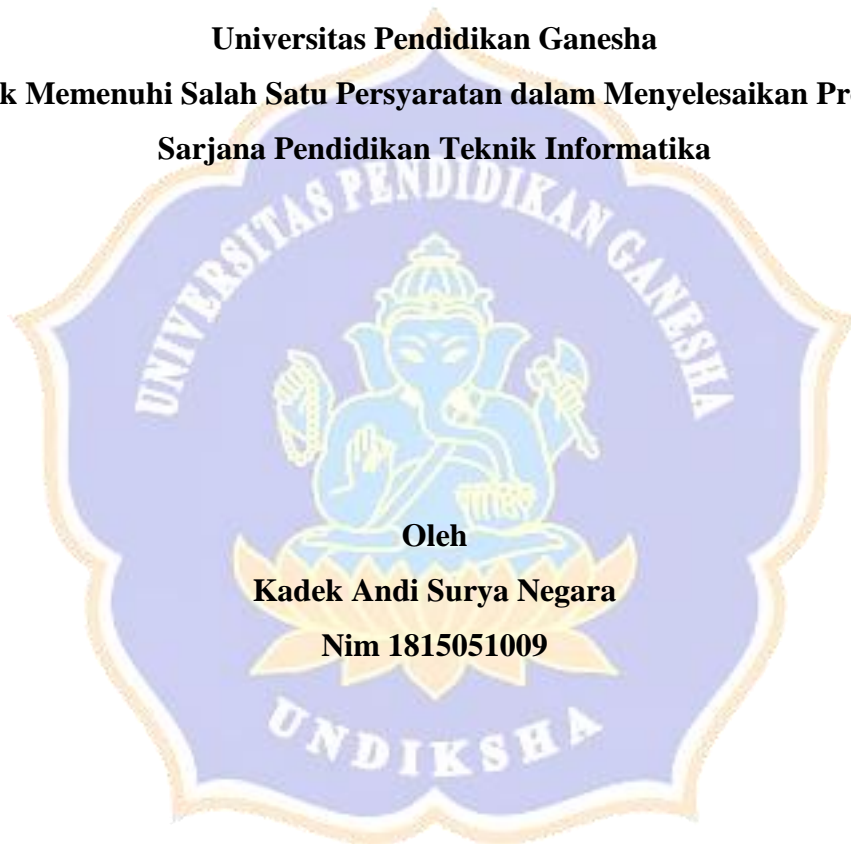 Universitas Pendidikan Ganesha
k Memenuhi Salah Satu Persyaratan dalam Menyelesaikan Pr
Sarjana Pendidikan Teknik Informatika
UNIVERSITAS PENDIDIKAN GANESHA
Oleh
Kadek Andi Surya Negara
Nim 1815051009
UNDIKSHA